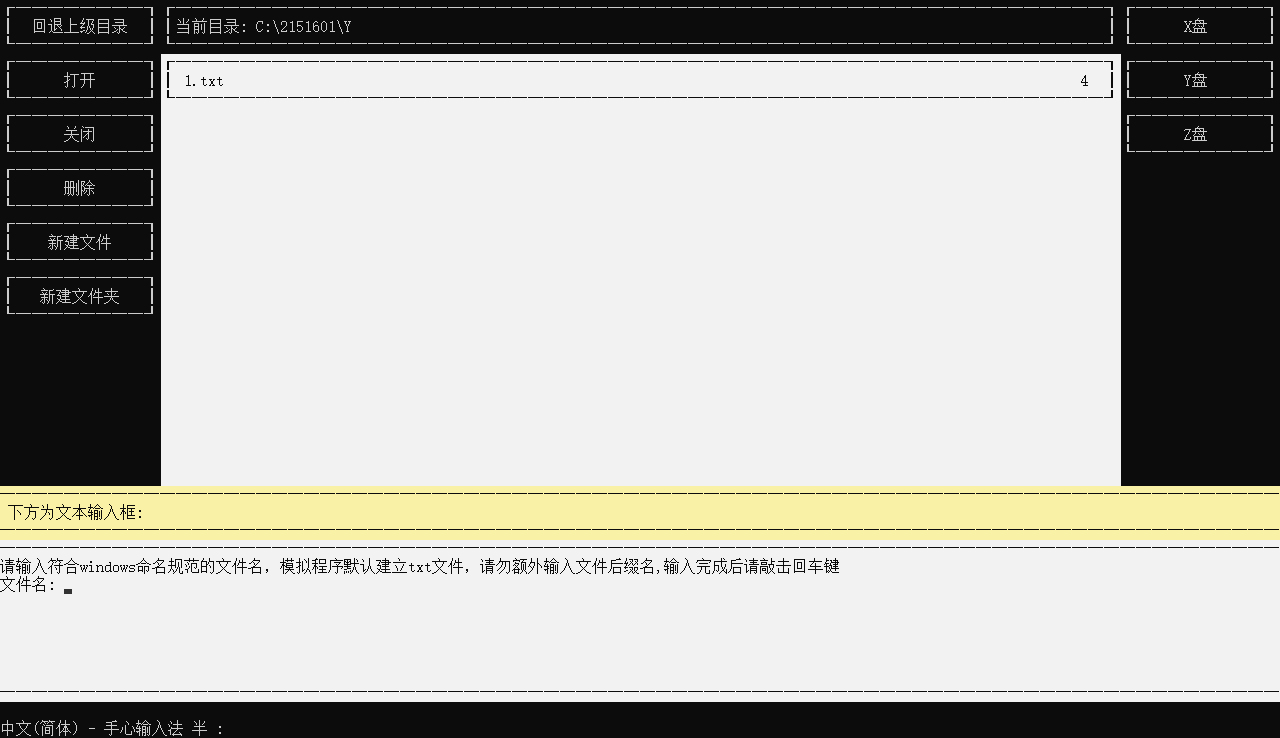 回退上级目录
当前目录: C:\2151601\Y
X盘
打开
1.txt
4
Y盘
关闭
Z盘
删除
新建文件
新建文件夹
下方为文本输入框:
请输入符合windows命名规范的文件名，模拟程序默认建立txt文件，请勿额外输入文件后缀名,输入完成后请敲击回车键
文件名:
中文(简体) - 手心输入法 半 :